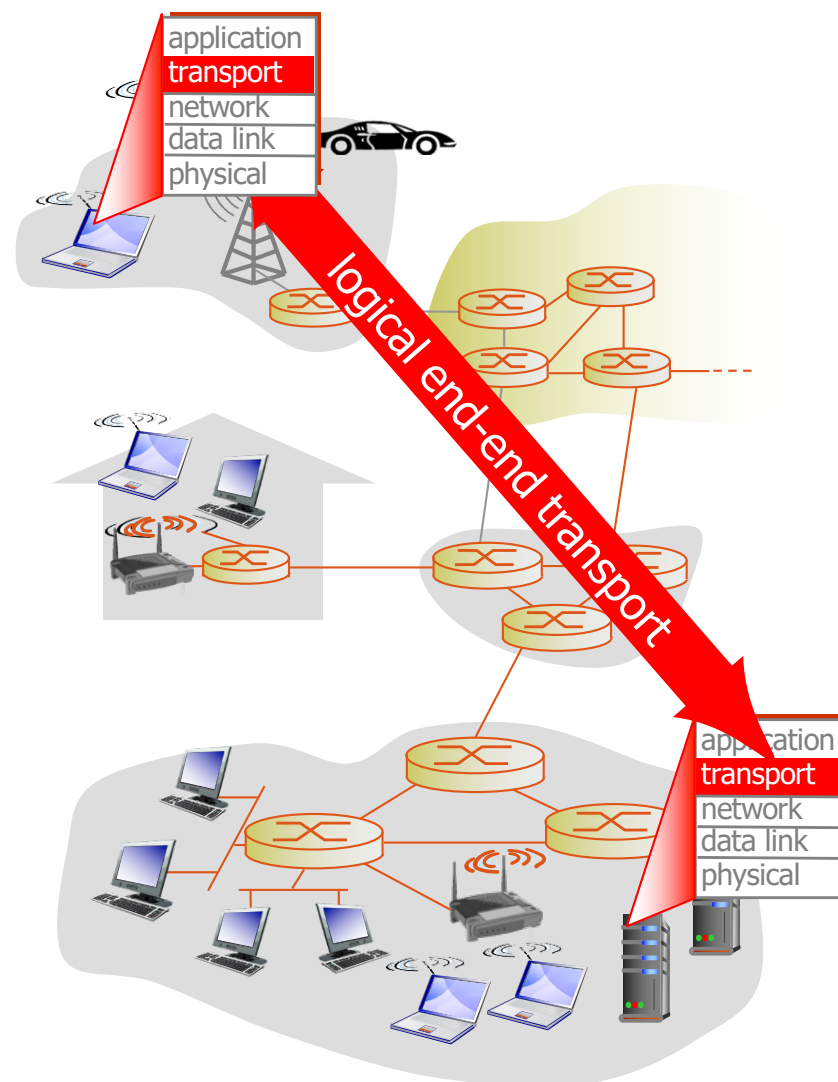 application
transport
network
data link
physical
logical end-end transport
application
transport
network
data link
physical